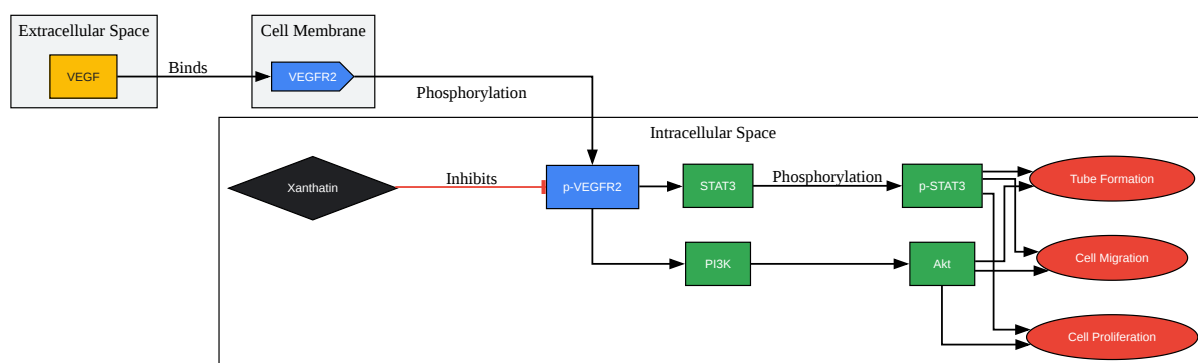 Extracellular Space
Cell Membrane
VEGF
Binds
VEGFR2
Phosphorylation
Intracellular Space
Xanthatin
Inhibits
p-VEGFR2
STAT3
Phosphorylation
p-STAT3
Tube Formation
PI3K
Akt
Cell Migration
Cell Proliferation